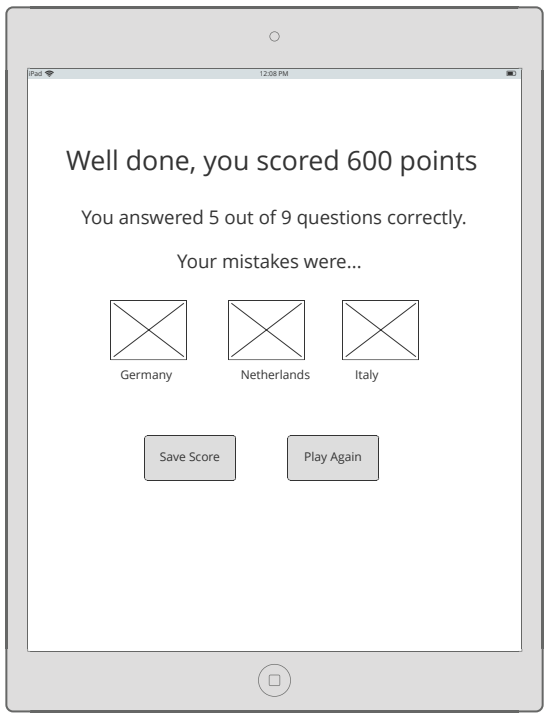 iPad 12:08 PM
Well done, you scored 600 points
You answered 5 out of 9 questions correctly.
Your mistakes were...
Germany Netherlands Italy
Save Score Play Again